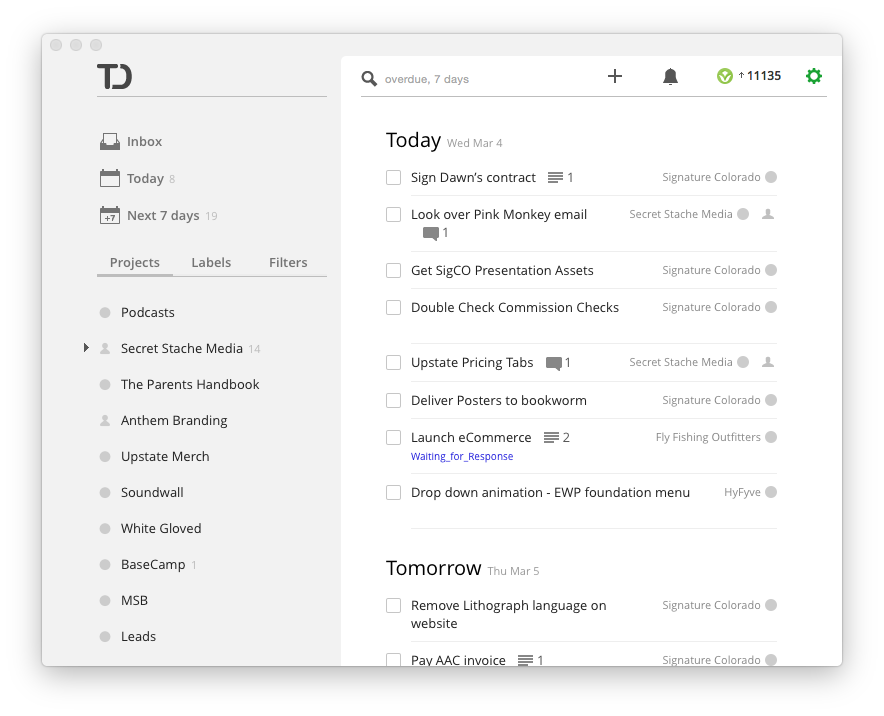 TD
overdue, 7 days
↑ 11135
Inbox
Today 8
+7
Next 7 days 19
Projects Labels Filters
Podcasts
Secret Stache Media 14
The Parents Handbook
Anthem Branding
Upstate Merch
Soundwall
White Gloved
BaseCamp 1
MSB
Leads
Today Wed Mar 4
Sign Dawn’s contract 1 Signature Colorado
Look over Pink Monkey email Secret Stache Media
1
Get SigCO Presentation Assets Signature Colorado
Double Check Commission Checks Signature Colorado
Upstate Pricing Tabs 1 Secret Stache Media
Deliver Posters to bookworm Signature Colorado
Launch eCommerce 2 Fly Fishing Outfitters
Waiting_for_Response
Drop down animation - EWP foundation menu HyFyve
Tomorrow Thu Mar 5
Remove Lithograph language on Signature Colorado
website
Pay AAC invoice 1 Signature Colorado